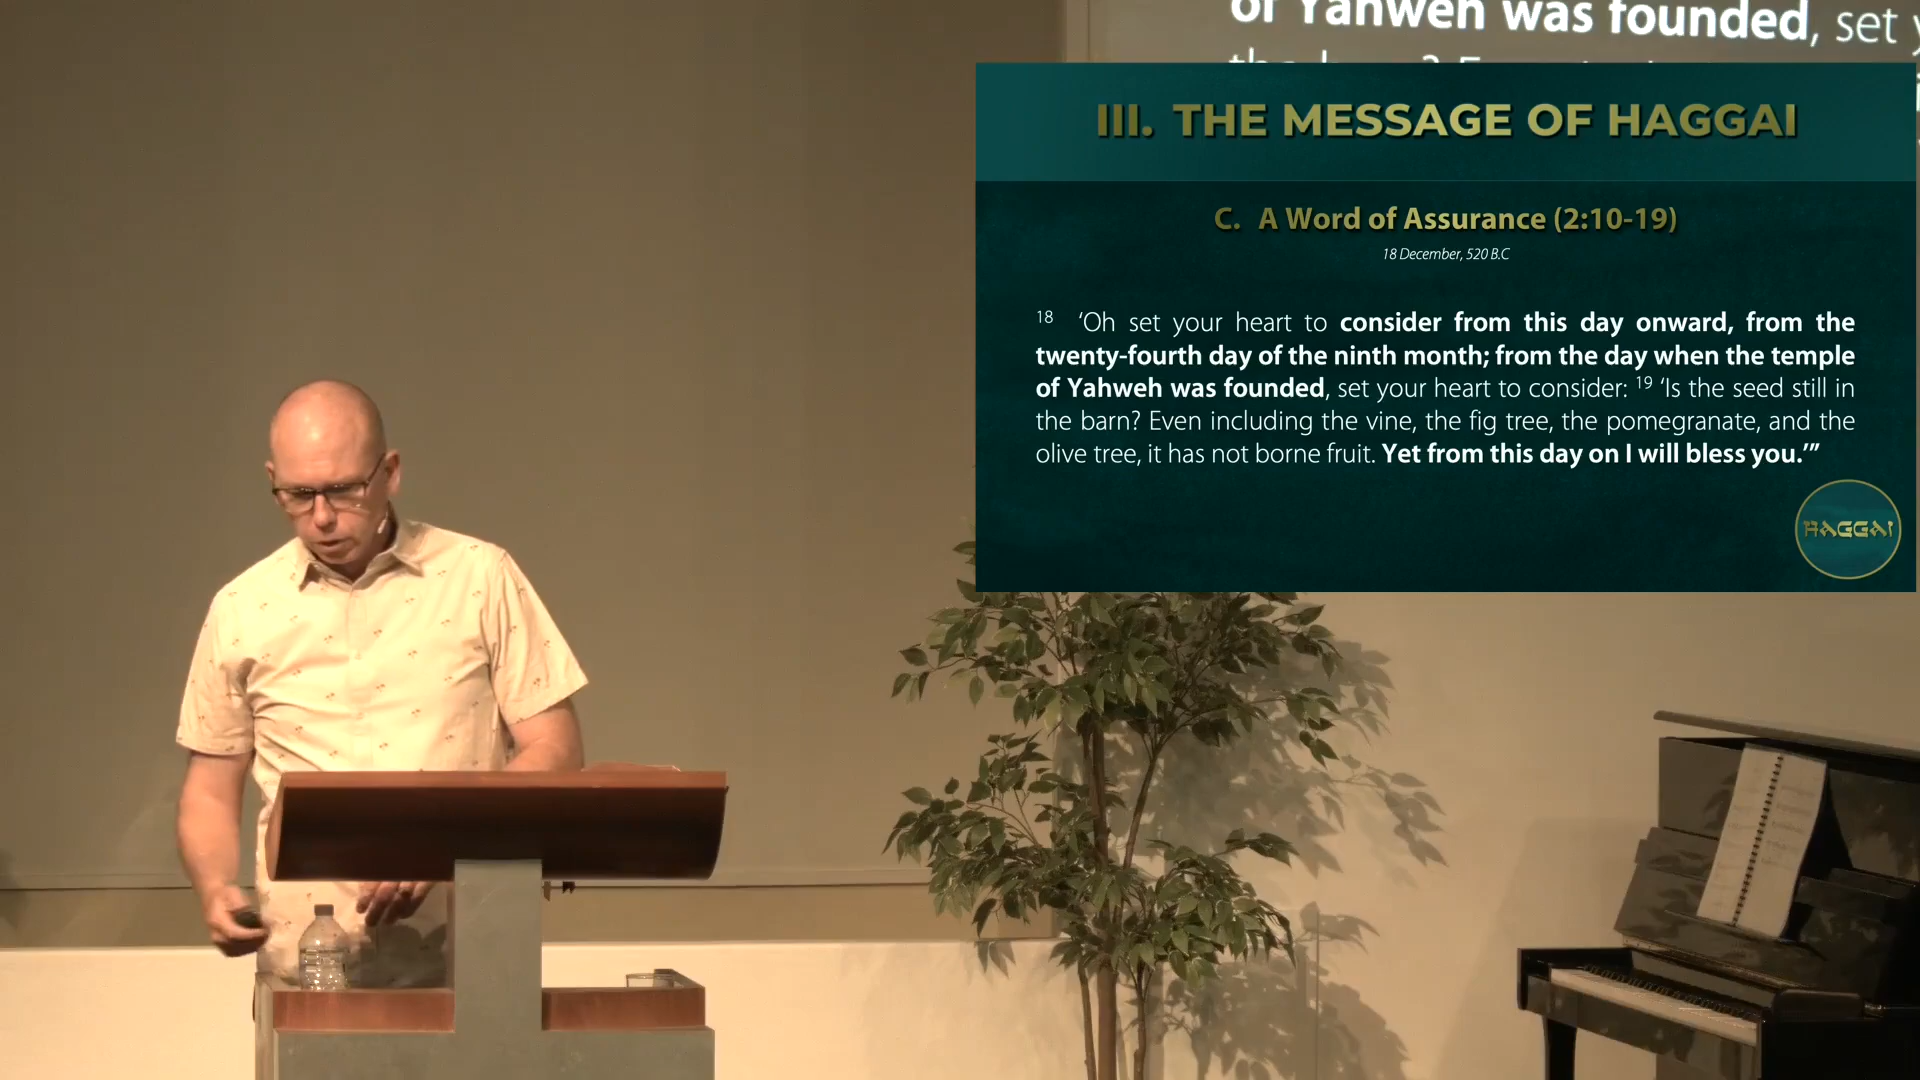 of Yahweh was founded, set
III. THE MESSAGE OF HAGGAI
C. A Word of Assurance (2:10-19)
18 December, 520 B.C
18 ‘Oh set your heart to consider from this day onward, from the
twenty-fourth day of the ninth month; from the day when the temple
of Yahweh was founded, set your heart to consider: 19 ‘Is the seed still in
the barn? Even including the vine, the fig tree, the pomegranate, and the
olive tree, it has not borne fruit. Yet from this day on I will bless you.’”
HAGGAI